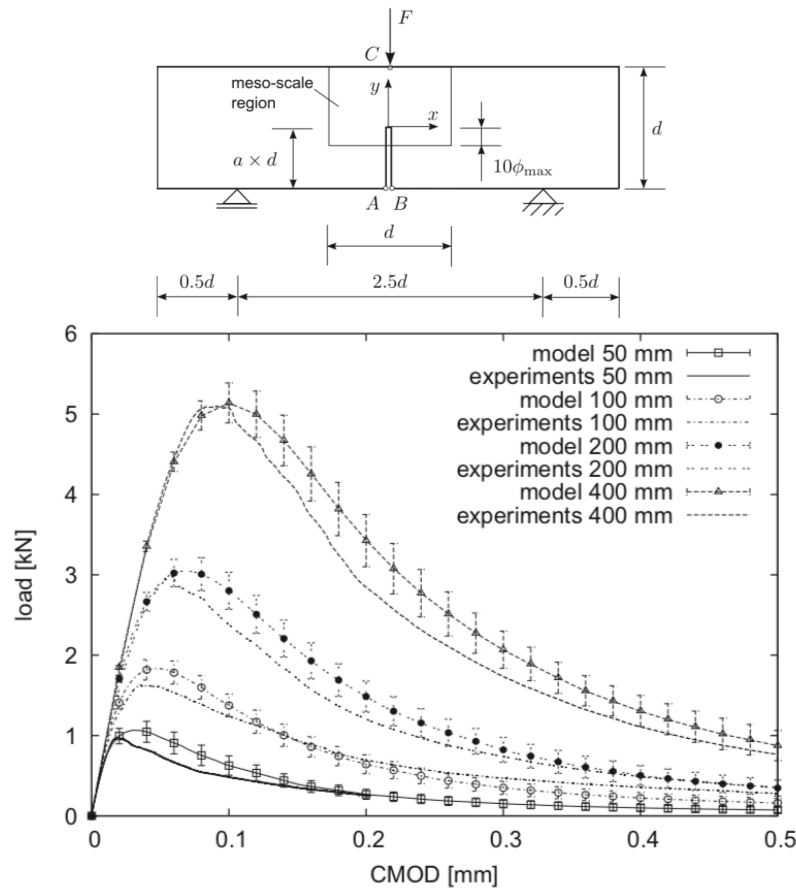 F
C
meso-scale
region
y
x
d
a × d
10ϕmax
A B
d
0.5d 2.5d 0.5d
6
5
4
3
2
1
0
load [kN]
model 50 mm
experiments 50 mm
model 100 mm
experiments 100 mm
model 200 mm
experiments 200 mm
model 400 mm
experiments 400 mm
0 0.1 0.2 0.3 0.4 0.5
CMOD [mm]